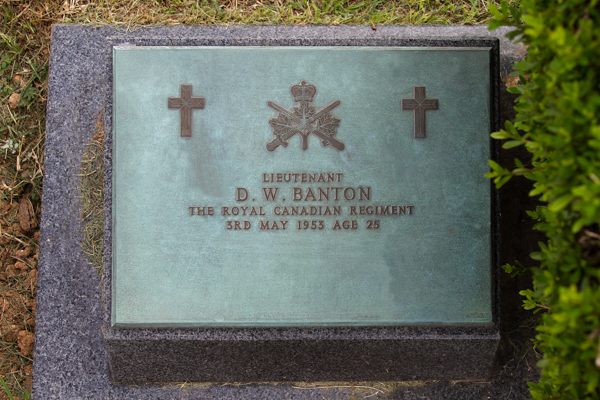 LIEUTENANT
D. W. BANTON
THE ROYAL CANADIAN REGIMENT
3RD MAY 1953 AGE 25